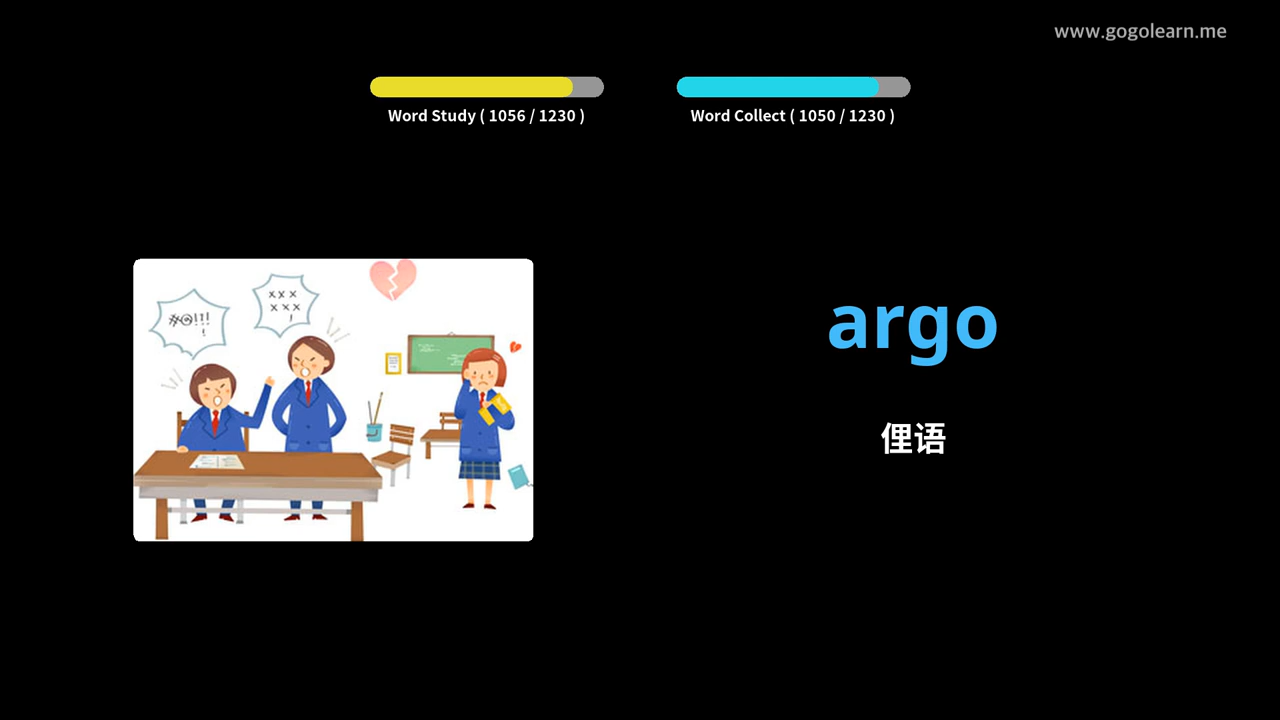 www.gogolearn.me
Word Study ( 1056 / 1230 )
Word Collect ( 1050 / 1230 )
#@!!!
!
x x x
x x x
!
argo
俚语